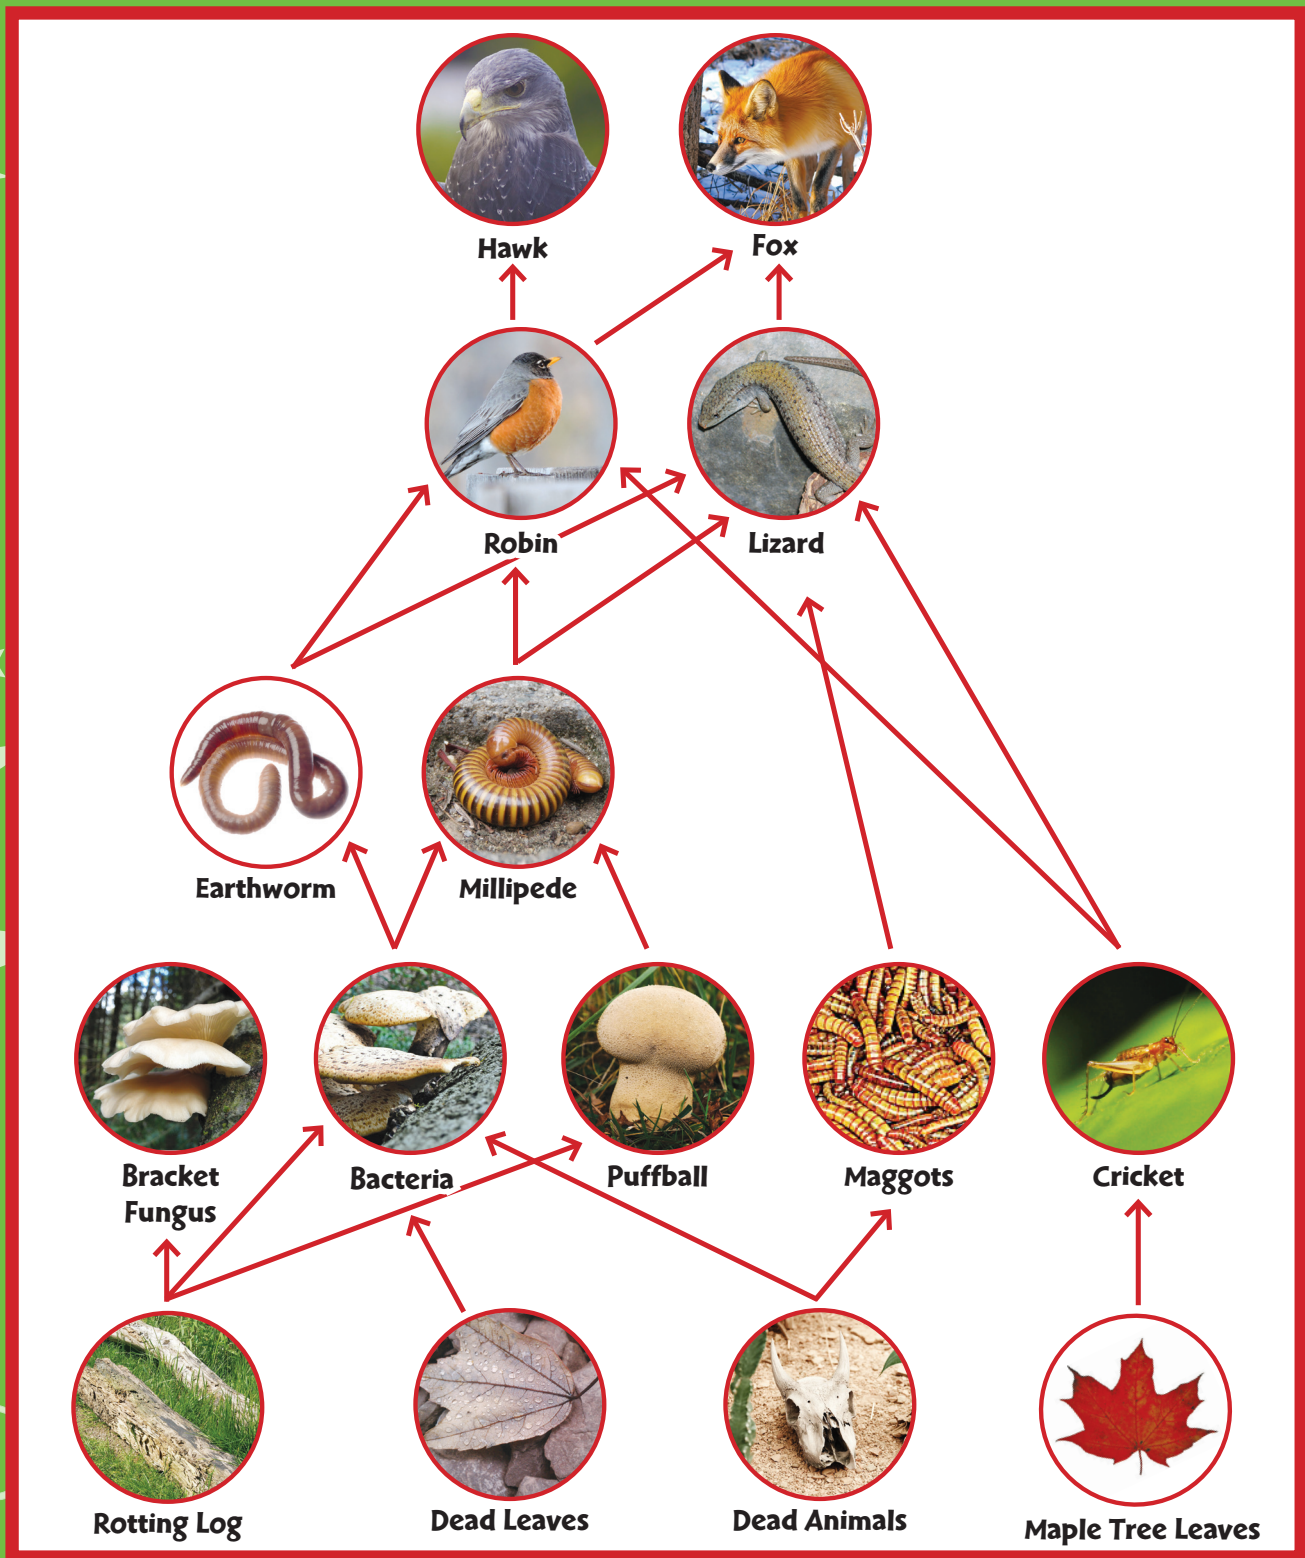 Hawk
Fox
Robin
Lizard
Earthworm
Millipede
Bracket
Fungus
Bacteria
Puffball
Maggots
Cricket
Rotting Log
Dead Leaves
Dead Animals
Maple Tree Leaves